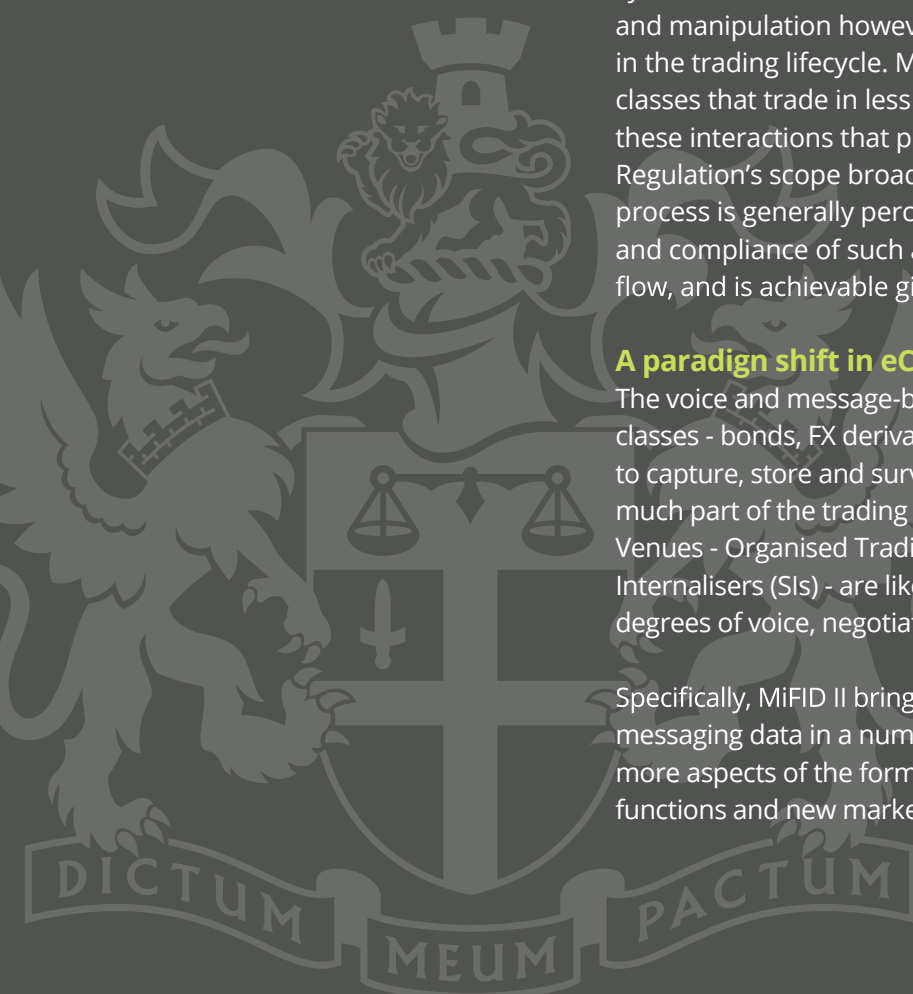 and manipulation howev
in the trading lifecycle. M
classes that trade in less
these interactions that p
Regulation’s scope broad
process is generally perc
and compliance of such a
flow, and is achievable gi
A paradign shift in eC
The voice and message-b
classes - bonds, FX deriva
to capture, store and surv
much part of the trading
Venues - Organised Tradi
Internalisers (SIs) - are like
degrees of voice, negotiat
Specifically, MiFID II bring
messaging data in a num
more aspects of the form
functions and new marke
DICTUM MEUM PACTUM